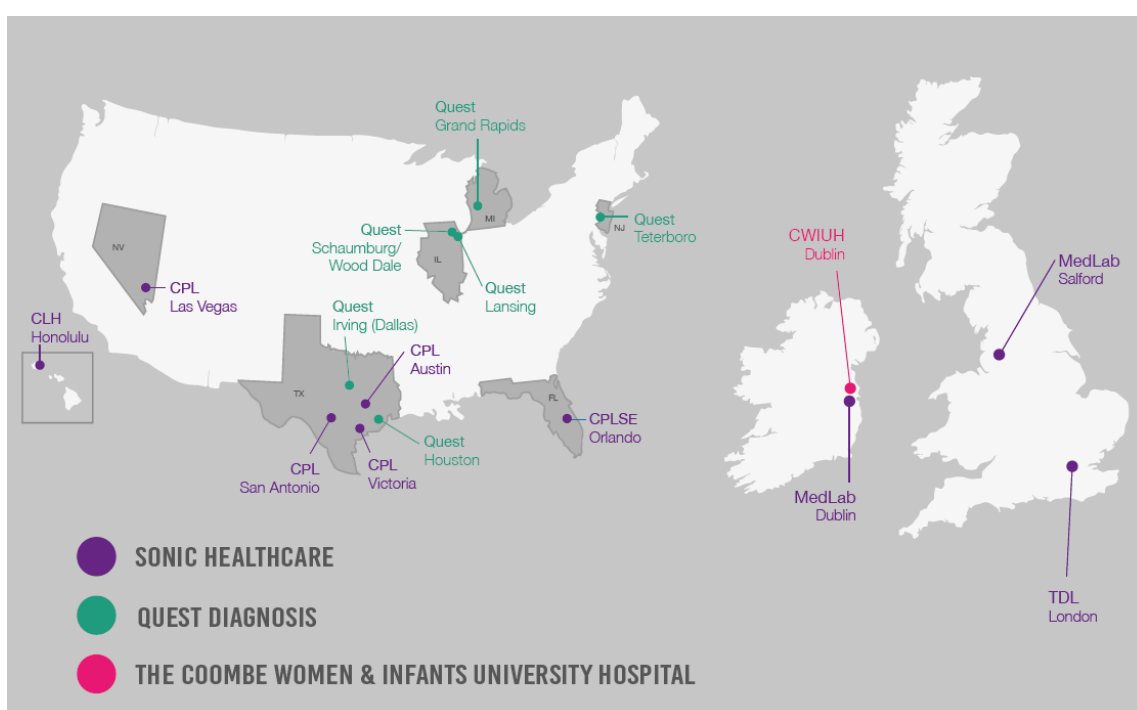 Quest
Grand Rapids
MI
Quest
Teterboro
NJ
Quest
Schaumburg/
Wood Dale
IL
Quest
Lansing
NV
CPL
Las Vegas
CLH
Honolulu
Quest
Irving (Dallas)
CPL
Austin
TX
CPL
San Antonio
CPL
Victoria
Quest
Houston
FL
CPLSE
Orlando
CWIUH
Dublin
MedLab
Salford
MedLab
Dublin
TDL
London
SONIC HEALTHCARE
QUEST DIAGNOSIS
THE COOMBE WOMEN & INFANTS UNIVERSITY HOSPITAL